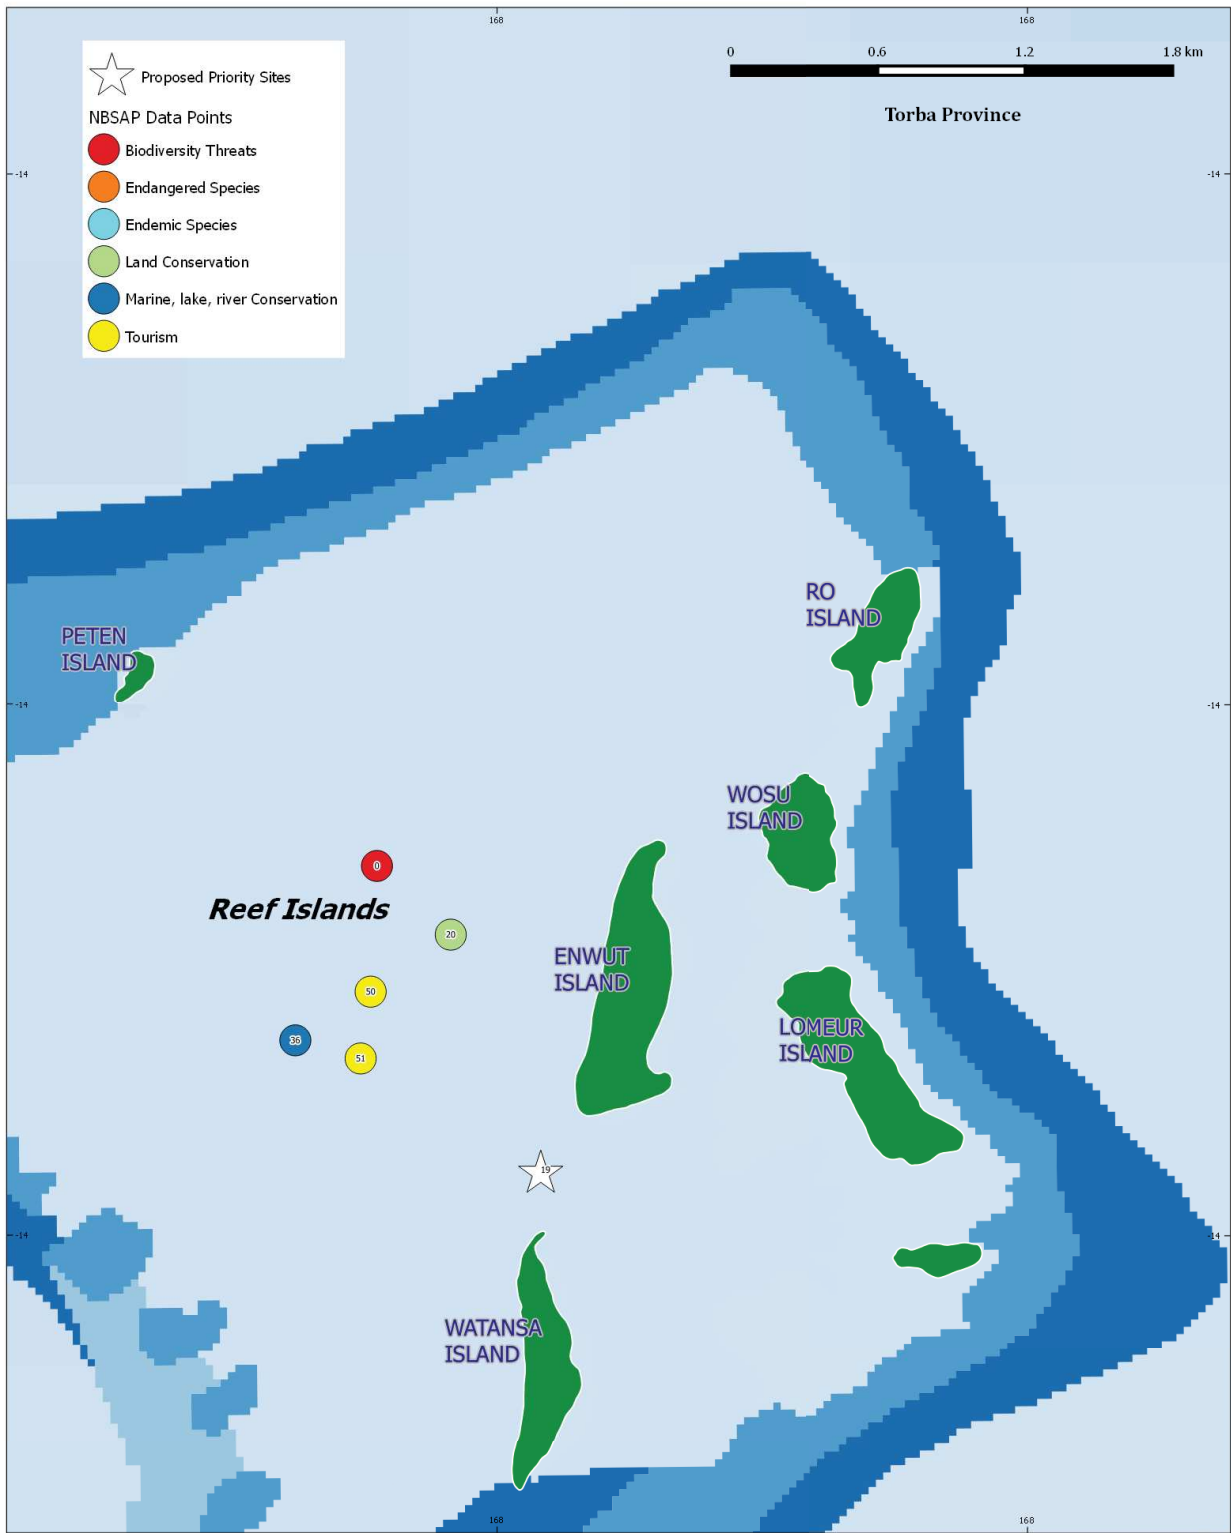 168
168
Proposed Priority Sites
NBSAP Data Points
Biodiversity Threats
Endangered Species
Endemic Species
Land Conservation
Marine, lake, river Conservation
Tourism
0 0.6 1.2 1.8 km
Torba Province
-14
-14
RO
ISLAND
PETEN
ISLAND
-14
-14
WOSU
ISLAND
0
Reef Islands
20
ENWUT
ISLAND
50
LOMEUR
ISLAND
36
51
19
-14
-14
WATANSA
ISLAND
168
168